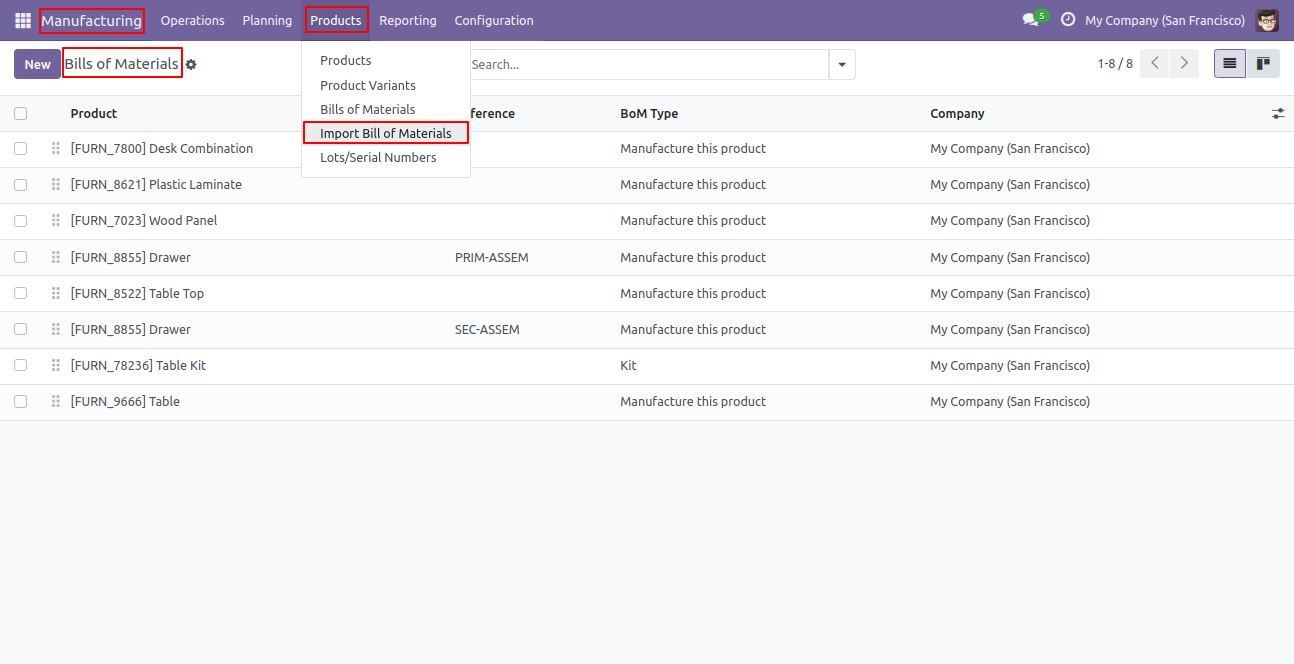 Manufacturing Operations Planning Products Reporting Configuration 5 My Company (San Francisco)
New Bills of Materials Search... 1-8 / 8
Products
Product Variants
Bills of Materials
Import Bill of Materials
Lots/Serial Numbers
Product ference BoM Type Company
[FURN_7800] Desk Combination Manufacture this product My Company (San Francisco)
[FURN_8621] Plastic Laminate Manufacture this product My Company (San Francisco)
[FURN_7023] Wood Panel Manufacture this product My Company (San Francisco)
[FURN_8855] Drawer PRIM-ASSEM Manufacture this product My Company (San Francisco)
[FURN_8522] Table Top Manufacture this product My Company (San Francisco)
[FURN_8855] Drawer SEC-ASSEM Manufacture this product My Company (San Francisco)
[FURN_78236] Table Kit Kit My Company (San Francisco)
[FURN_9666] Table Manufacture this product My Company (San Francisco)